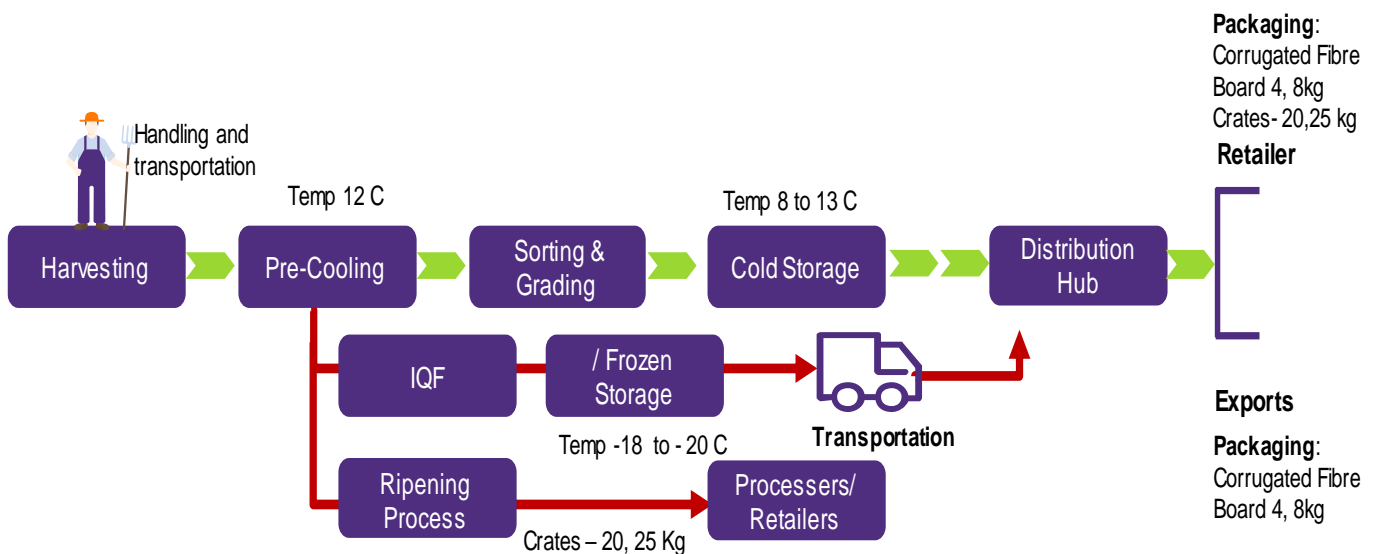 Packaging:
Corrugated Fibre
Board 4, 8kg
Crates- 20,25 kg
Retailer
Handling and
transportation
Temp 12 C
Temp 8 to 13 C
Harvesting
Pre-Cooling
Sorting &
Grading
Cold Storage
Distribution
Hub
IQF
/ Frozen
Storage
Transportation
Temp -18 to - 20 C
Exports
Packaging:
Corrugated Fibre
Board 4, 8kg
Ripening
Process
Crates – 20, 25 Kg
Processers/
Retailers